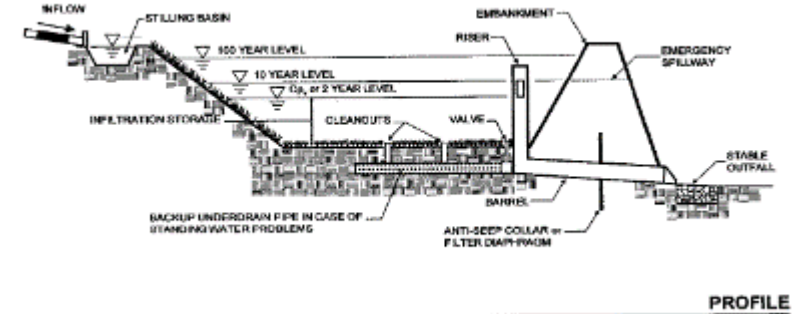 INFLOW
STILLING BASIN
EMBANKMENT
RISER
100 YEAR LEVEL
EMERGENCY
SPILLWAY
10 YEAR LEVEL
Cpv or 2 YEAR LEVEL
INFILTRATION STORAGE
CLEANOUTS
VALVE
STABLE
OUTFALL
BARREL
BACKUP UNDERDRAIN PIPE IN CASE OF
STANDING WATER PROBLEMS
ANTI-SEEP COLLAR or
FILTER DIAPHRAGM
PROFILE